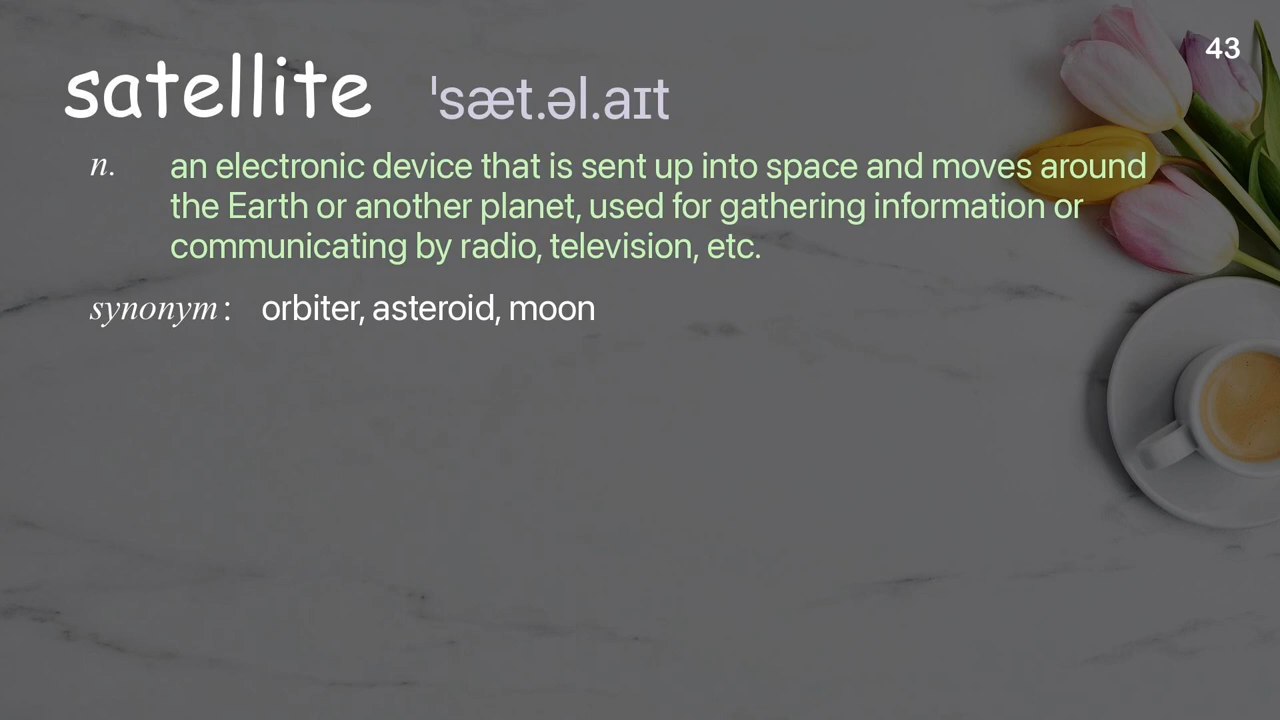 43
satellite ˈsæt.əl.aɪt
n. an electronic device that is sent up into space and moves around
the Earth or another planet, used for gathering information or
communicating by radio, television, etc.
synonym: orbiter, asteroid, moon